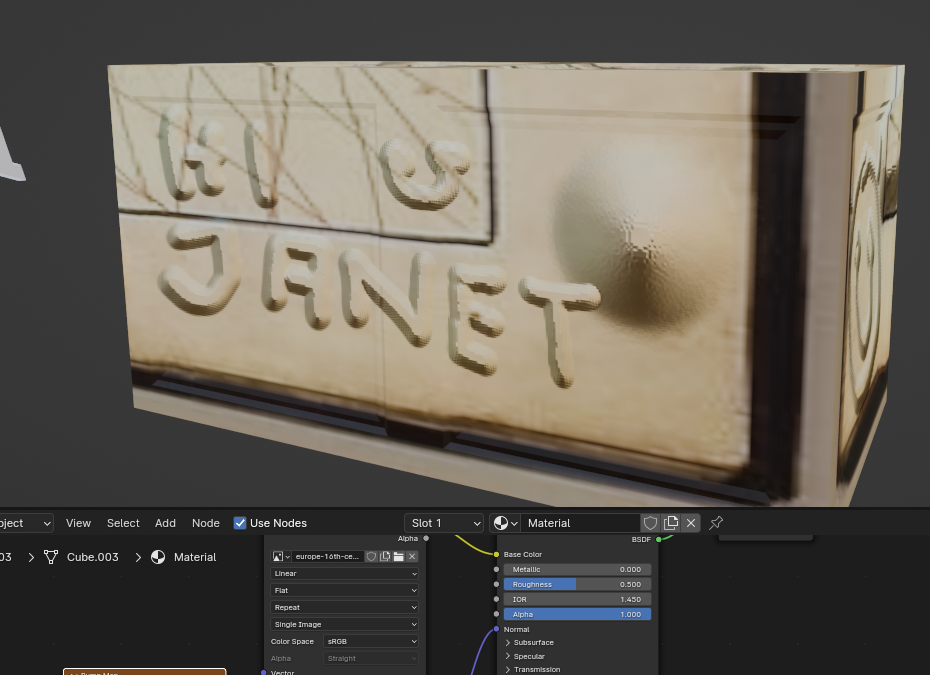 HI
JANET
oject View Select Add Node Use Nodes Slot 1 Material
03 Cube.003 Material
Alpha
europe-16th-ce...
Linear
Flat
Repeat
Single Image
Color Space sRGB
Alpha Straight
Vector
BSDF
Base Color
Metallic 0.000
Roughness 0.500
IOR 1.450
Alpha 1.000
Normal
Subsurface
Specular
Transmission